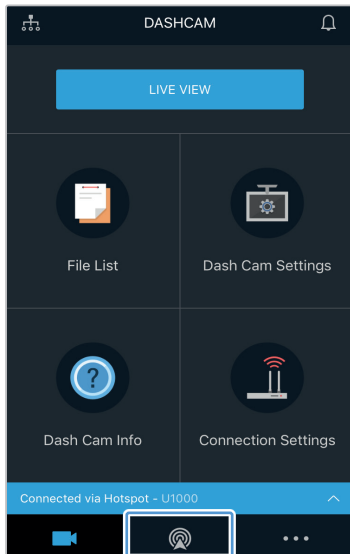 DASHCAM
LIVE VIEW
File List
Dash Cam Settings
?
Dash Cam Info
Connection Settings
Connected via Hotspot - U1000